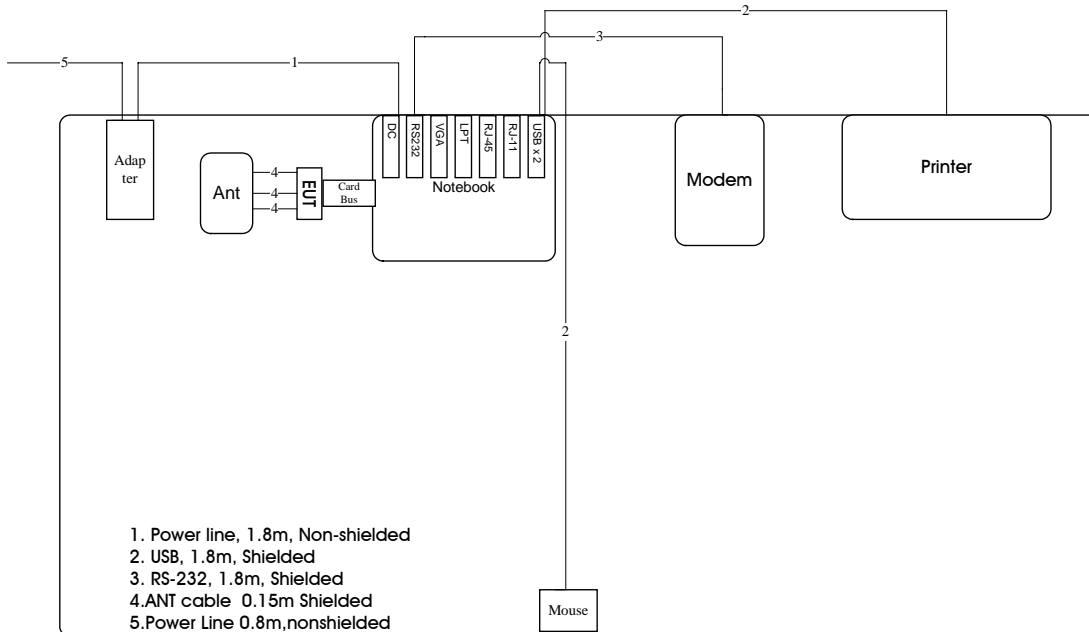 2
3
5
1
DC
RS232
VGA
LPT
RJ-45
RJ-11
USB x 2
Adap
ter
Ant
4
4
4
EUT
Card
Bus
Notebook
Modem
Printer
2
1. Power line, 1.8m, Non-shielded
2. USB, 1.8m, Shielded
3. RS-232, 1.8m, Shielded
4.ANT cable 0.15m Shielded
5.Power Line 0.8m,nonshielded
Mouse